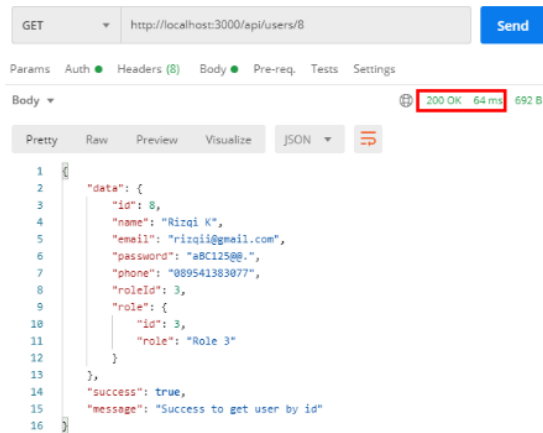 GET http://localhost:3000/api/users/8 Send
Params Auth Headers (8) Body Pre-req. Tests Settings
Body 200 OK 64 ms 692 B
Pretty Raw Preview Visualize JSON
1 {
2 "data": {
3 "id": 8,
4 "name": "Rizqi K",
5 "email": "rizqii@gmail.com",
6 "password": "aBC125@@.",
7 "phone": "089541383077",
8 "roleId": 3,
9 "role": {
10 "id": 3,
11 "role": "Role 3"
12 }
13 },
14 "success": true,
15 "message": "Success to get user by id"
16 }